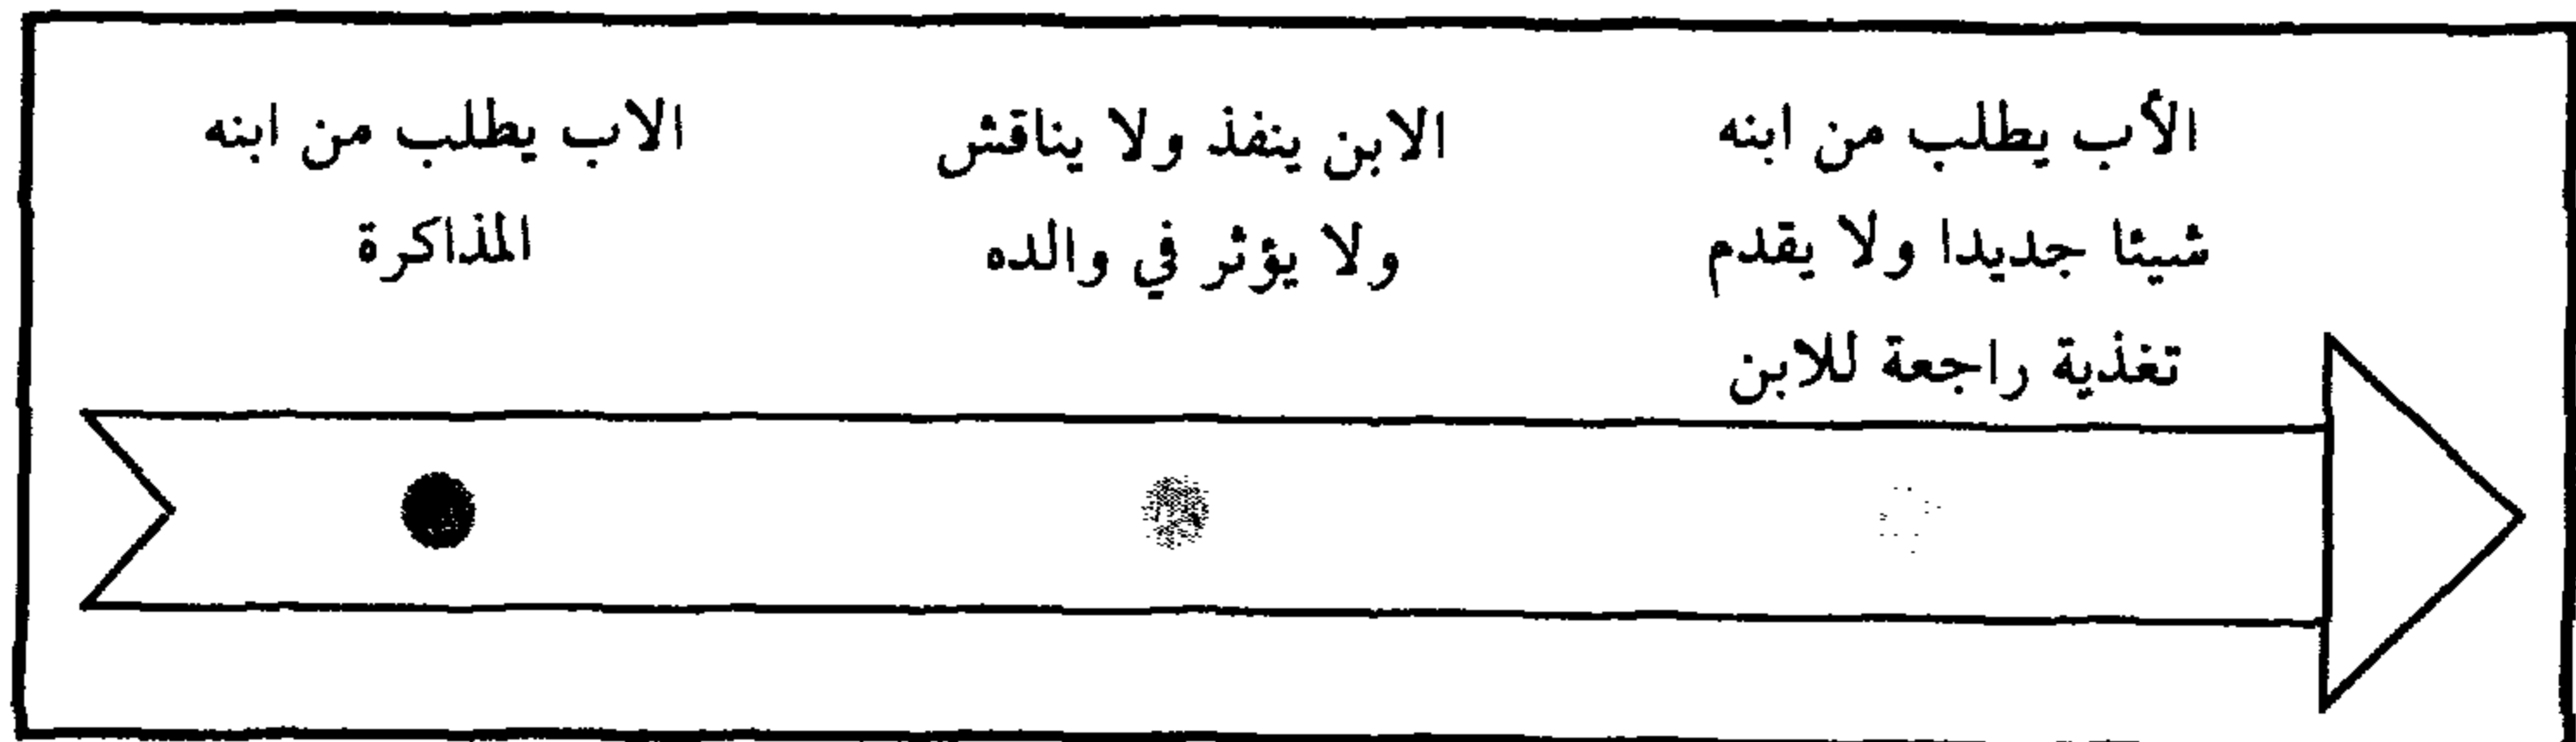 الاب يطلب من ابنه
المذاكرة
الابن ينفذ ولا يناقش
ولا يؤثر في والده
الأب يطلب من ابنه
شيئا جديدا ولا يقدم
تغذية راجعة للابن